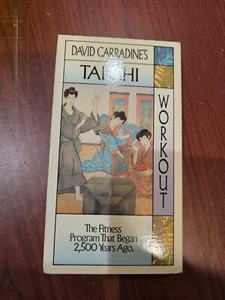 DAVID CARRADINE'S
TAI CHI
WORKOUT
The Fitness
Program That Began
2,500 Years Ago.